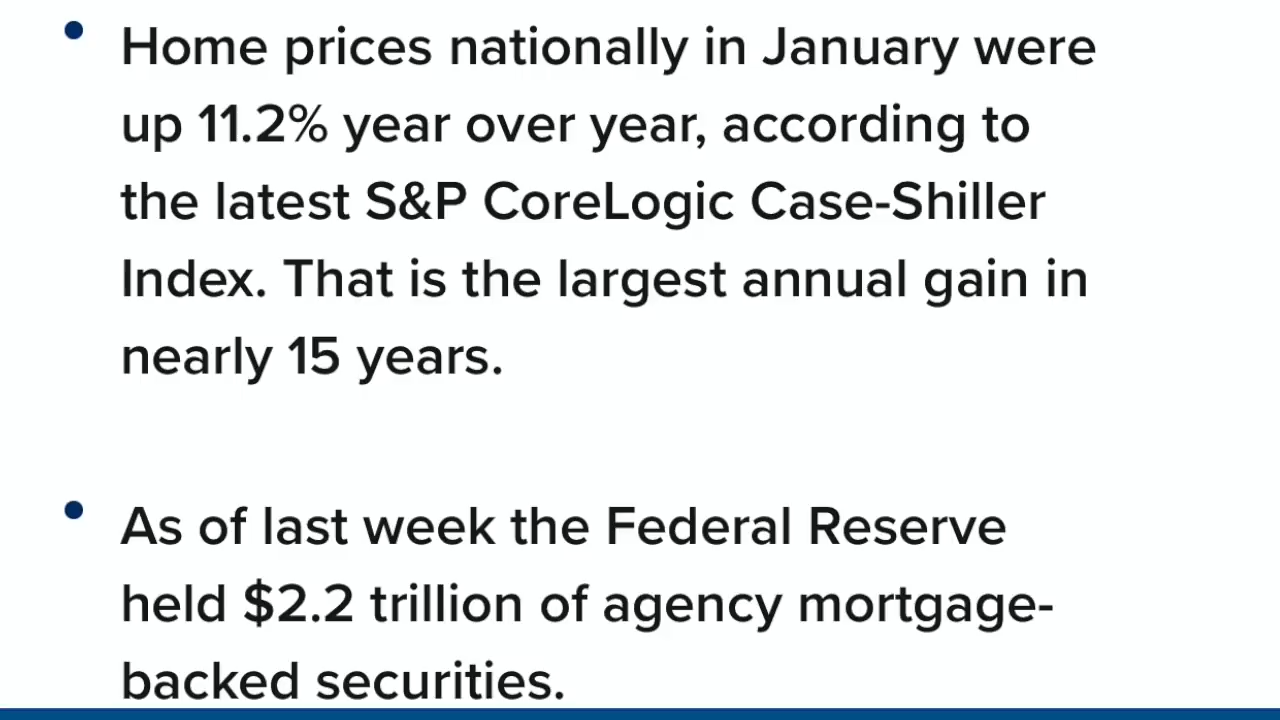 Home prices nationally in January were
up 11.2% year over year, according to
the latest S&P CoreLogic Case-Shiller
Index. That is the largest annual gain in
nearly 15 years.
As of last week the Federal Reserve
held $2.2 trillion of agency mortgage-
backed securities.